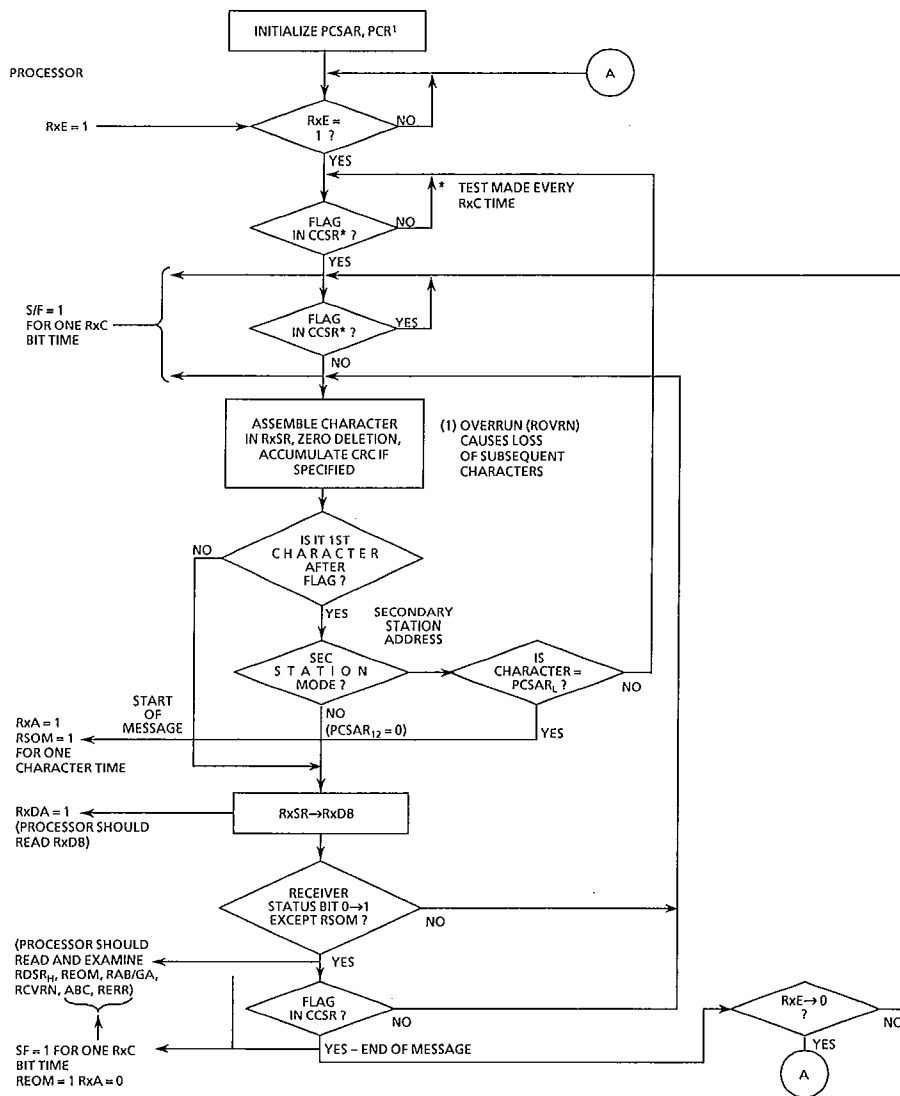 INITIALIZE PCSAR, PCR1
PROCESSOR
A
RxE = 1
RxE =
1 ?
NO
YES
* TEST MADE EVERY
RxC TIME
FLAG
IN CCSR* ?
NO
YES
S/F = 1
FOR ONE RxC
BIT TIME
FLAG
IN CCSR* ?
YES
NO
ASSEMBLE CHARACTER
IN RxSR, ZERO DELETION,
ACCUMULATE CRC IF
SPECIFIED
(1) OVERRUN (ROVRN)
CAUSES LOSS
OF SUBSEQUENT
CHARACTERS
IS IT 1ST
CHARACTER
AFTER
FLAG ?
NO
YES
SECONDARY
STATION
ADDRESS
SEC
STATION
MODE ?
IS
CHARACTER =
PCSARL ?
NO
NO
(PCSAR12 = 0)
YES
START
OF
MESSAGE
RxA = 1
RSOM = 1
FOR ONE
CHARACTER TIME
RxDA = 1
(PROCESSOR SHOULD
READ RxDB)
RxSR→RxDB
RECEIVER
STATUS BIT 0→1
EXCEPT RSOM ?
NO
YES
(PROCESSOR SHOULD
READ AND EXAMINE
RDSRH, REOM, RAB/GA,
RCVRN, ABC, RERR)
FLAG
IN CCSR ?
NO
YES – END OF MESSAGE
RxE→0
?
NO
YES
A
SF = 1 FOR ONE RxC
BIT TIME
REOM = 1 RxA = 0